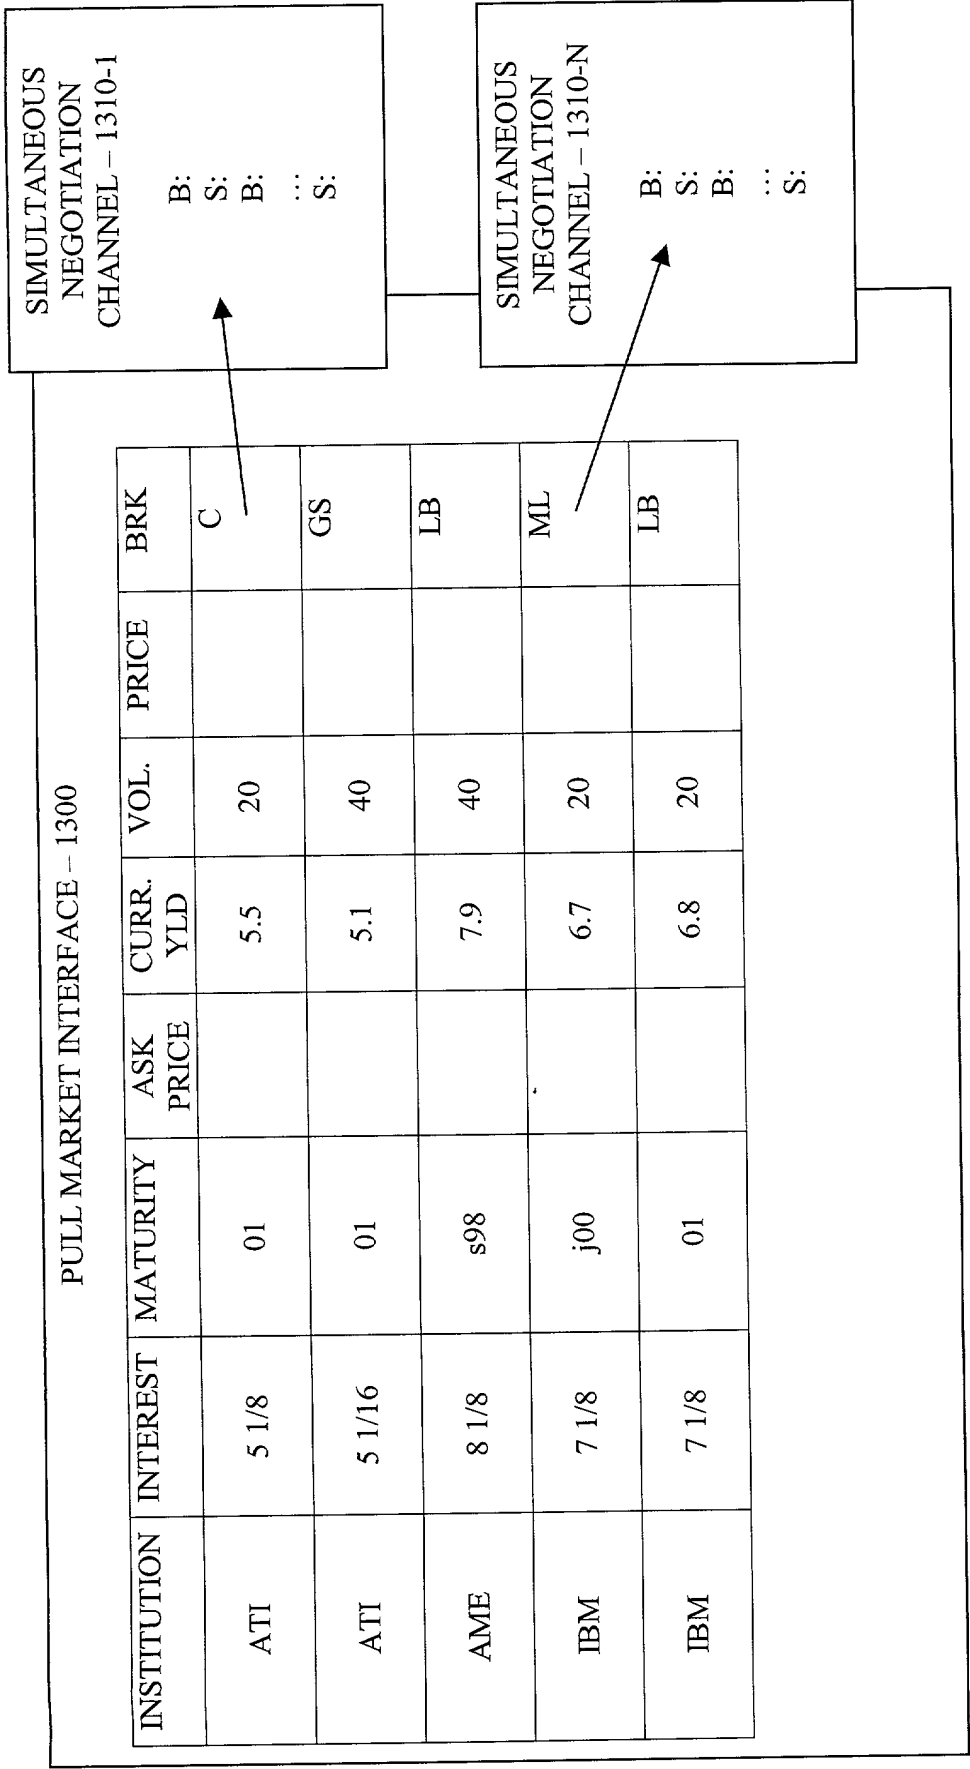 PULL MARKET INTERFACE – 1300
INSTITUTION INTEREST MATURITY ASK PRICE CURR. YLD VOL. PRICE BRK
ATI 5 1/8 01 5.5 20 C
ATI 5 1/16 01 5.1 40 GS
AME 8 1/8 s98 7.9 40 LB
IBM 7 1/8 j00 6.7 20 ML
IBM 7 1/8 01 6.8 20 LB
SIMULTANEOUS
NEGOTIATION
CHANNEL – 1310-1
B:
S:
B:
...
S:
SIMULTANEOUS
NEGOTIATION
CHANNEL – 1310-N
B:
S:
B:
...
S: